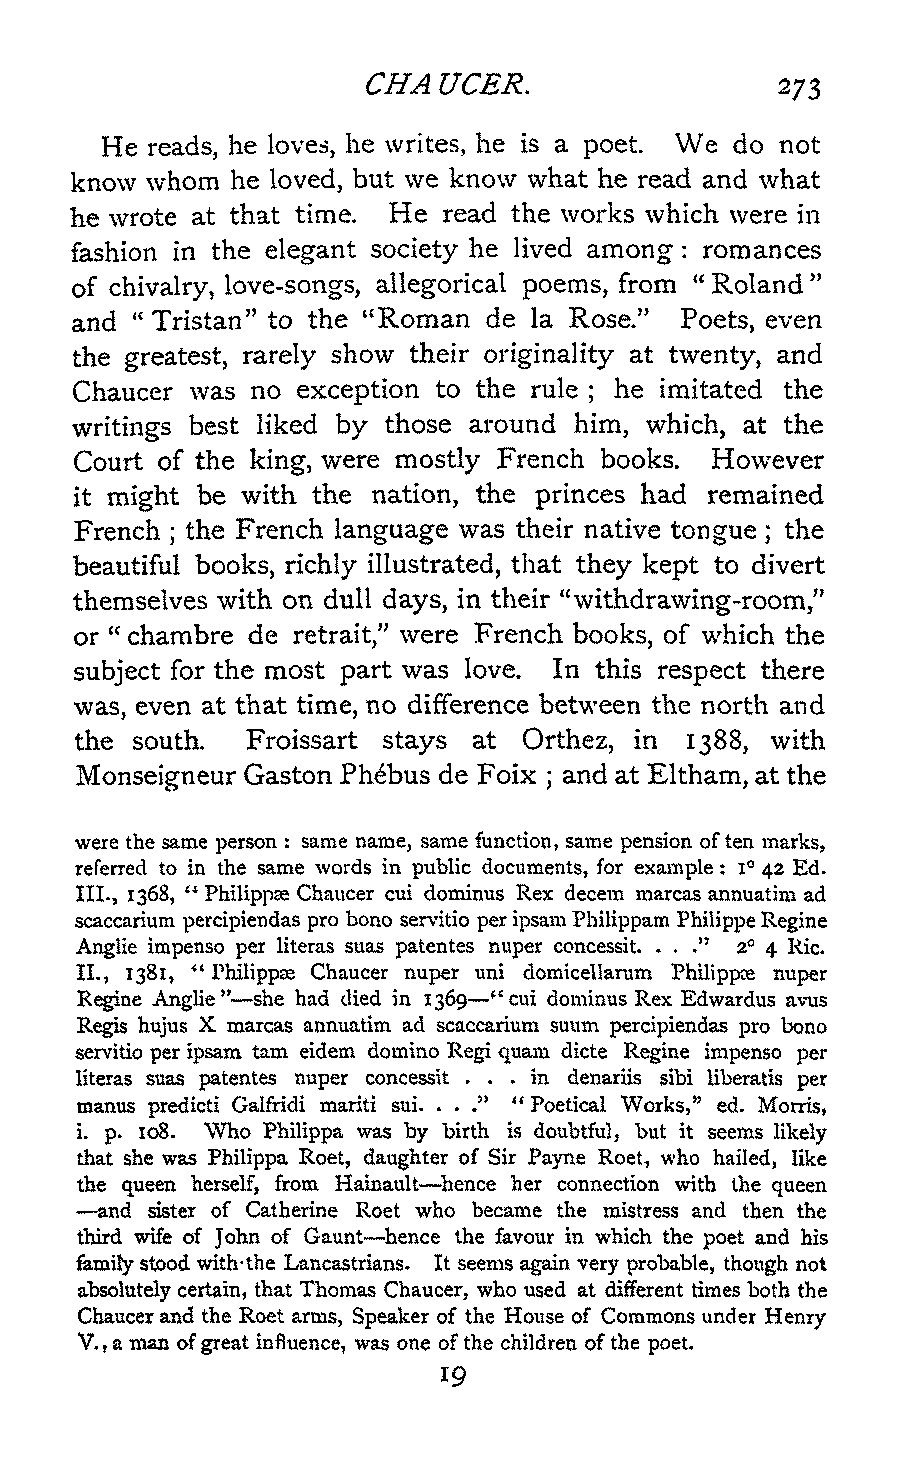 CHAUCER. 273
He reads, he loves, he writes, he is a poet. We do not
know whom he loved, but we know what he read and what
he wrote at that time. He read the works which were in
fashion in the elegant society he lived among : romances
of chivalry, love-songs, allegorical poems, from “ Roland ”
and “ Tristan” to the “Roman de la Rose.” Poets, even
the greatest, rarely show their originality at twenty, and
Chaucer was no exception to the rule ; he imitated the
writings best liked by those around him, which, at the
Court of the king, were mostly French books. However
it might be with the nation, the princes had remained
French ; the French language was their native tongue ; the
beautiful books, richly illustrated, that they kept to divert
themselves with on dull days, in their “withdrawing-room,”
or “ chambre de retrait,” were French books, of which the
subject for the most part was love. In this respect there
was, even at that time, no difference between the north and
the south. Froissart stays at Orthez, in 1388, with
Monseigneur Gaston Phébus de Foix ; and at Eltham, at the
were the same person : same name, same function, same pension of ten marks,
referred to in the same words in public documents, for example : 1° 42 Ed.
III., 1368, “ Philippæ Chaucer cui dominus Rex decem marcas annuatim ad
scaccarium percipiendas pro bono servitio per ipsam Philippam Philippe Regine
Anglie impenso per literas suas patentes nuper concessit. . . .” 2° 4 Ric.
II., 1381, “ Philippæ Chaucer nuper uni domicellarum Philippœ nuper
Regine Anglie ”—she had died in 1369—“ cui dominus Rex Edwardus avus
Regis hujus X marcas annuatim ad scaccarium suum percipiendas pro bono
servitio per ipsam tam eidem domino Regi quam dicte Regine impenso per
literas suas patentes nuper concessit . . . in denariis sibi liberatis per
manus predicti Galfridi mariti sui. . . .” “ Poetical Works,” ed. Morris,
i. p. 108. Who Philippa was by birth is doubtful, but it seems likely
that she was Philippa Roet, daughter of Sir Payne Roet, who hailed, like
the queen herself, from Hainault—hence her connection with the queen
—and sister of Catherine Roet who became the mistress and then the
third wife of John of Gaunt—hence the favour in which the poet and his
family stood with the Lancastrians. It seems again very probable, though not
absolutely certain, that Thomas Chaucer, who used at different times both the
Chaucer and the Roet arms, Speaker of the House of Commons under Henry
V., a man of great influence, was one of the children of the poet.
19